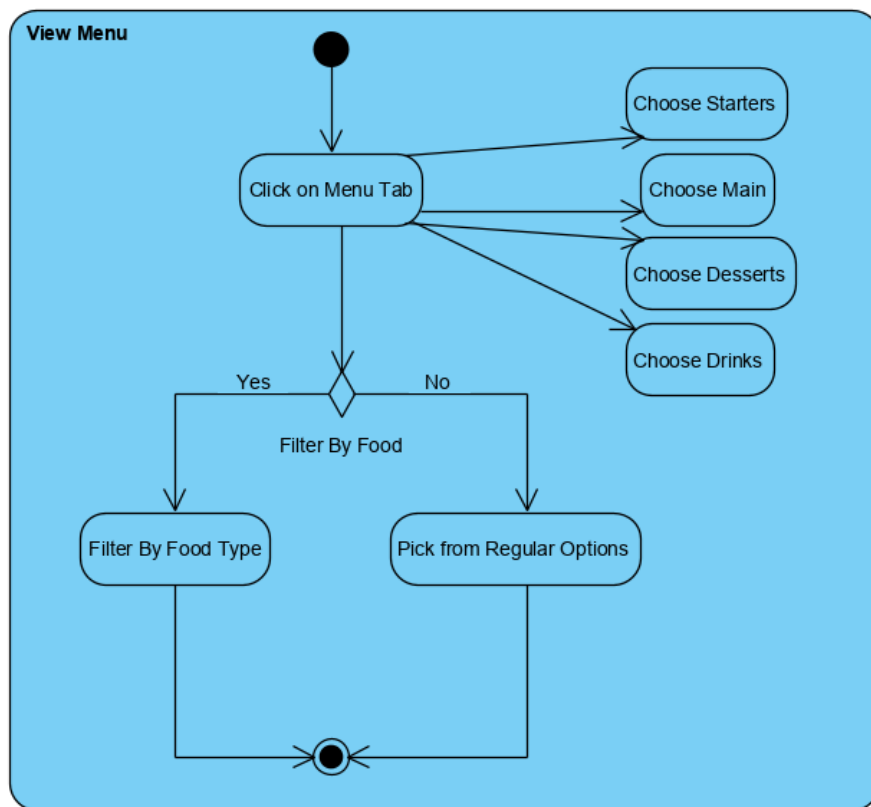 View Menu
Choose Starters
Click on Menu Tab
Choose Main
Choose Desserts
Choose Drinks
Yes
No
Filter By Food
Filter By Food Type
Pick from Regular Options